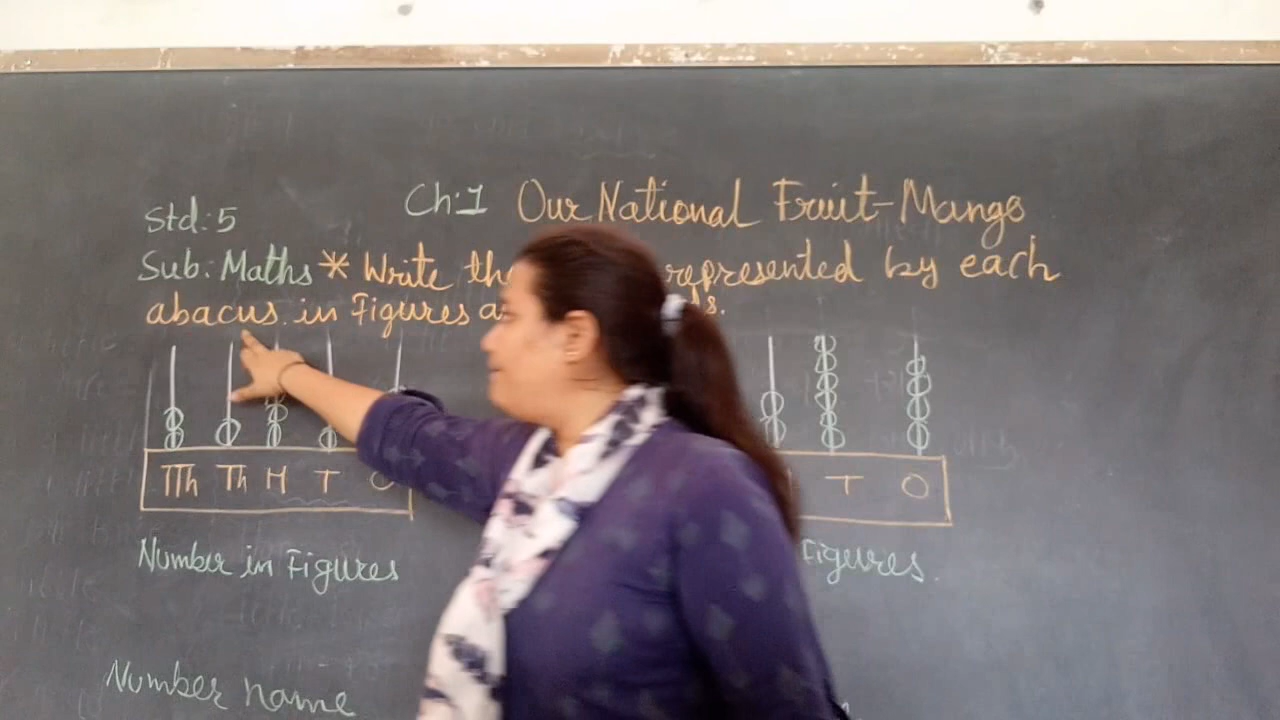 Std: 5 Ch:1 Our National Fruit-Mango
Sub: Maths * Write the represented by each
abacus in Figures
TTh Th H T O
T O
Number in Figures
Figures.
Number name